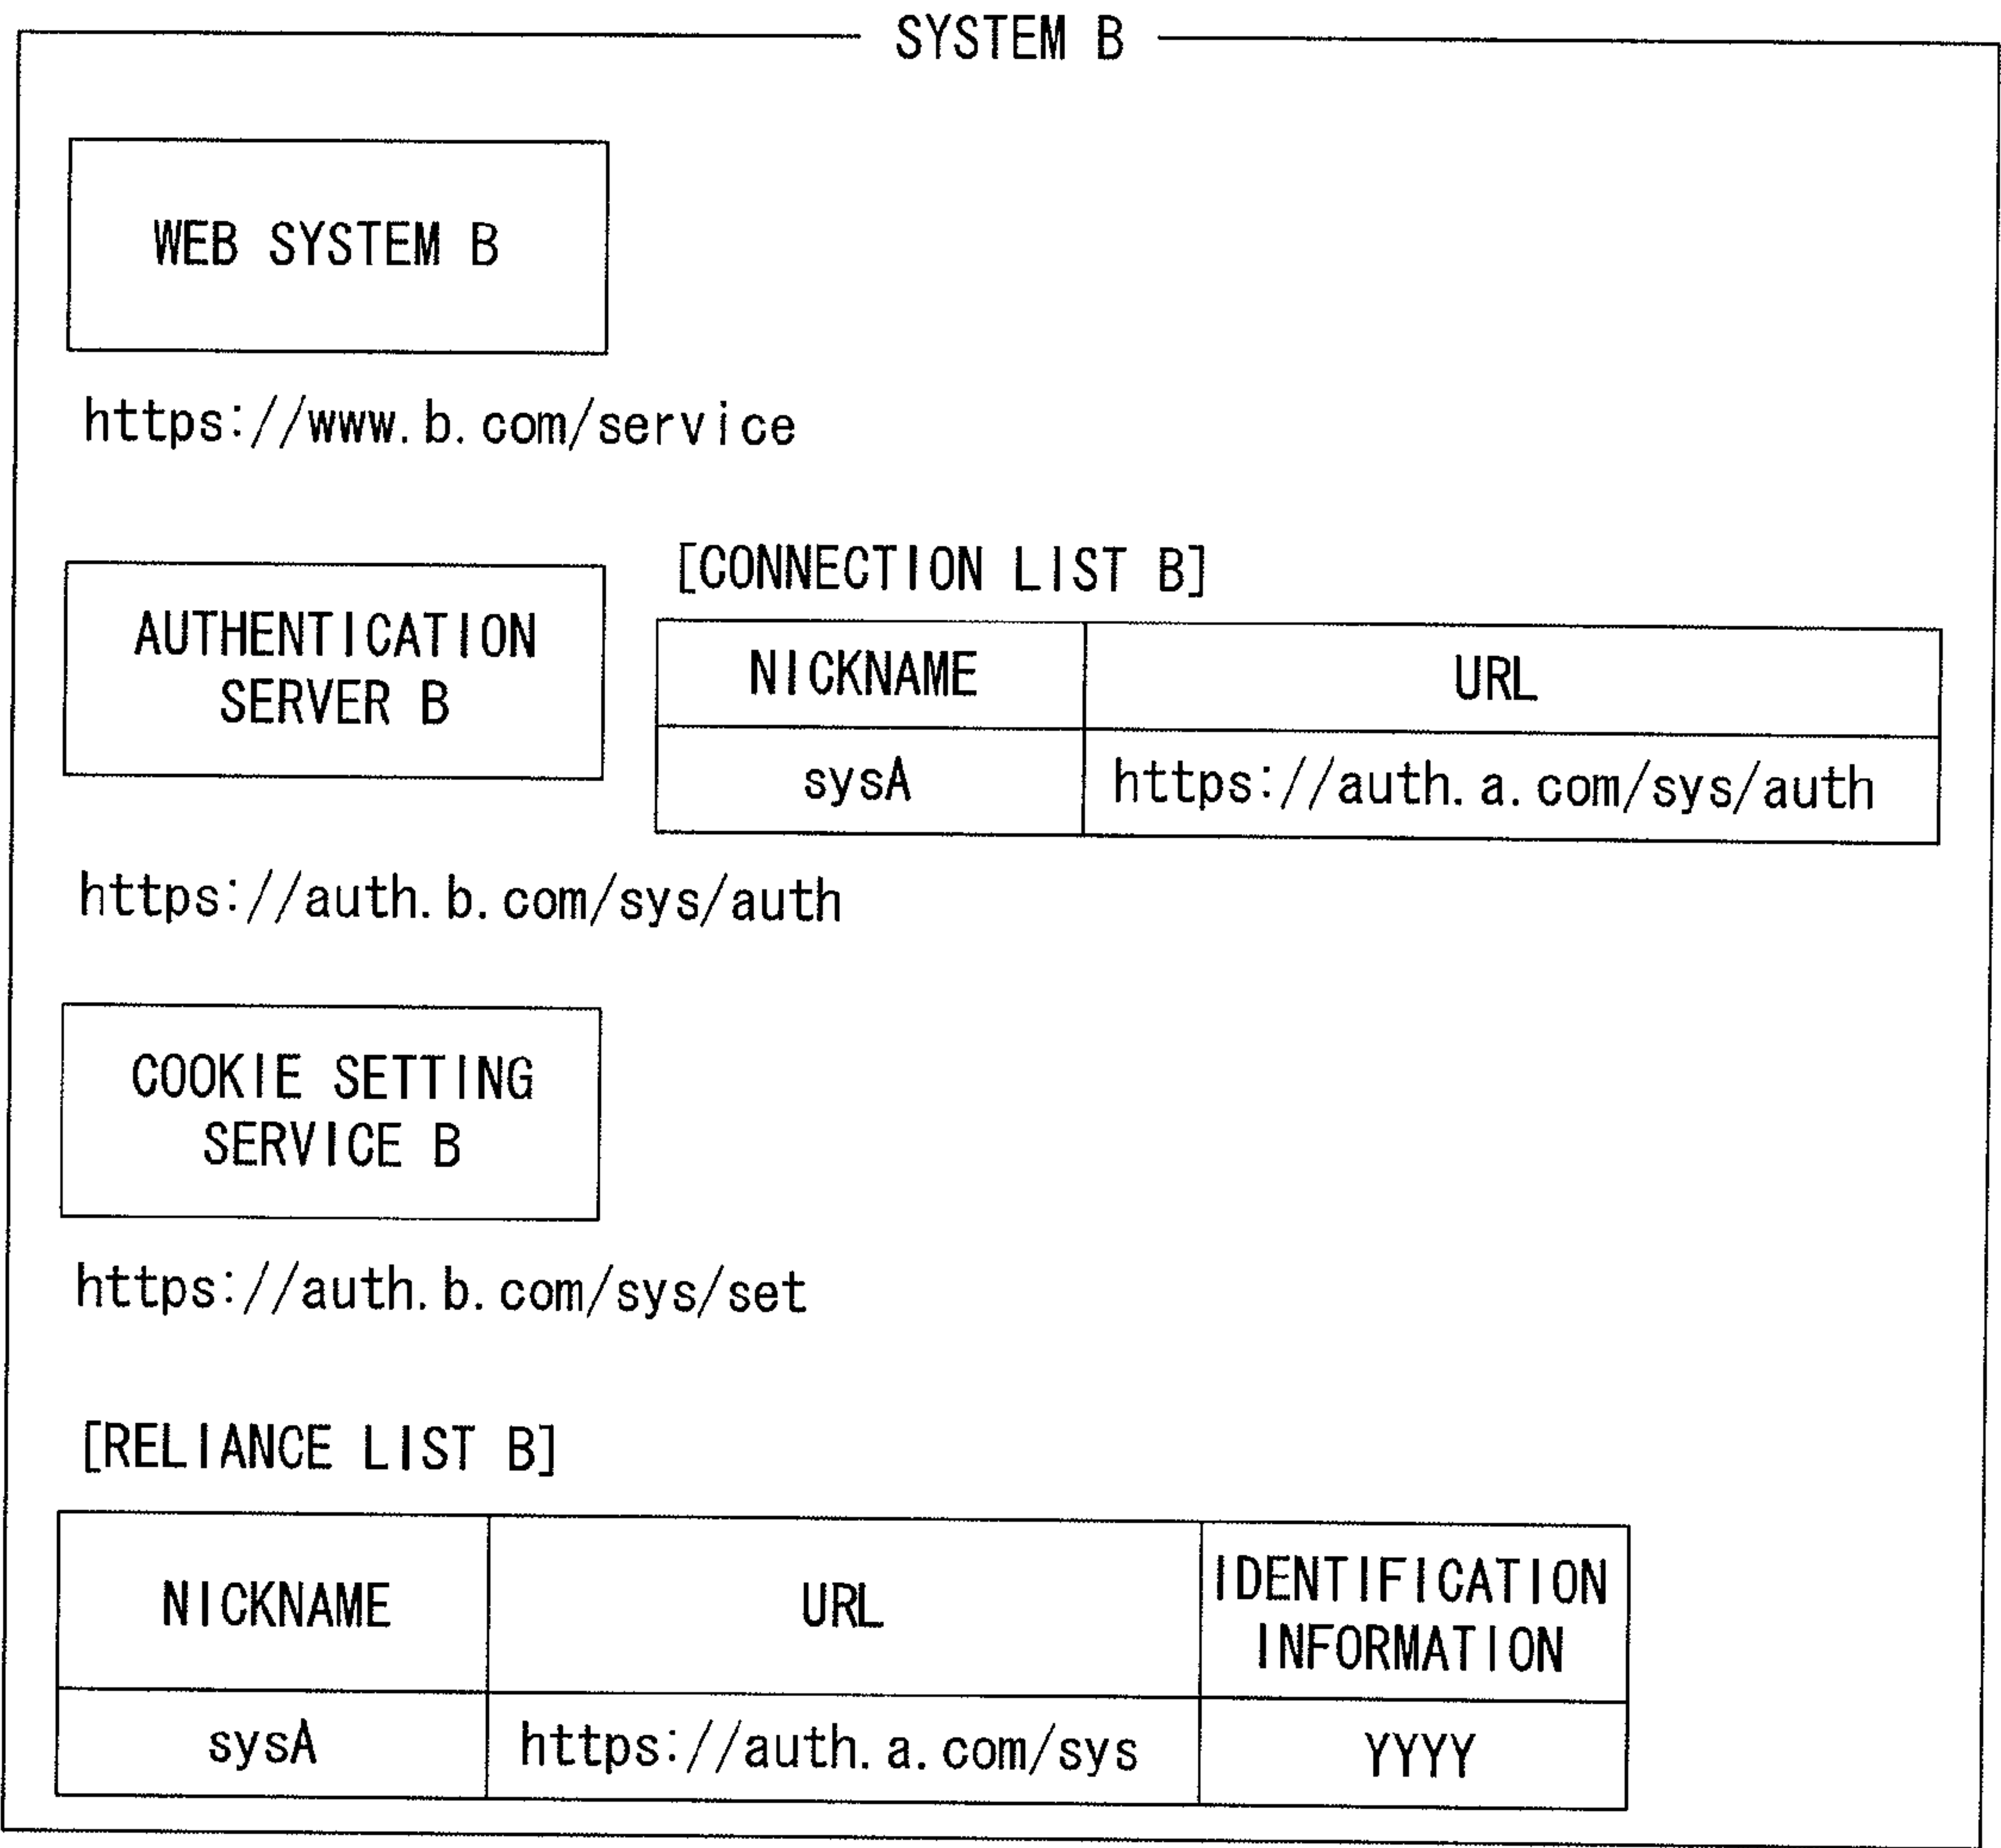 SYSTEM B
WEB SYSTEM B
https://www.b.com/service
[CONNECTION LIST B]
AUTHENTICATION
SERVER B
NICKNAME URL
sysA https://auth.a.com/sys/auth
https://auth.b.com/sys/auth
COOKIE SETTING
SERVICE B
https://auth.b.com/sys/set
[RELIANCE LIST B]
NICKNAME URL IDENTIFICATION
INFORMATION
sysA https://auth.a.com/sys YYYY